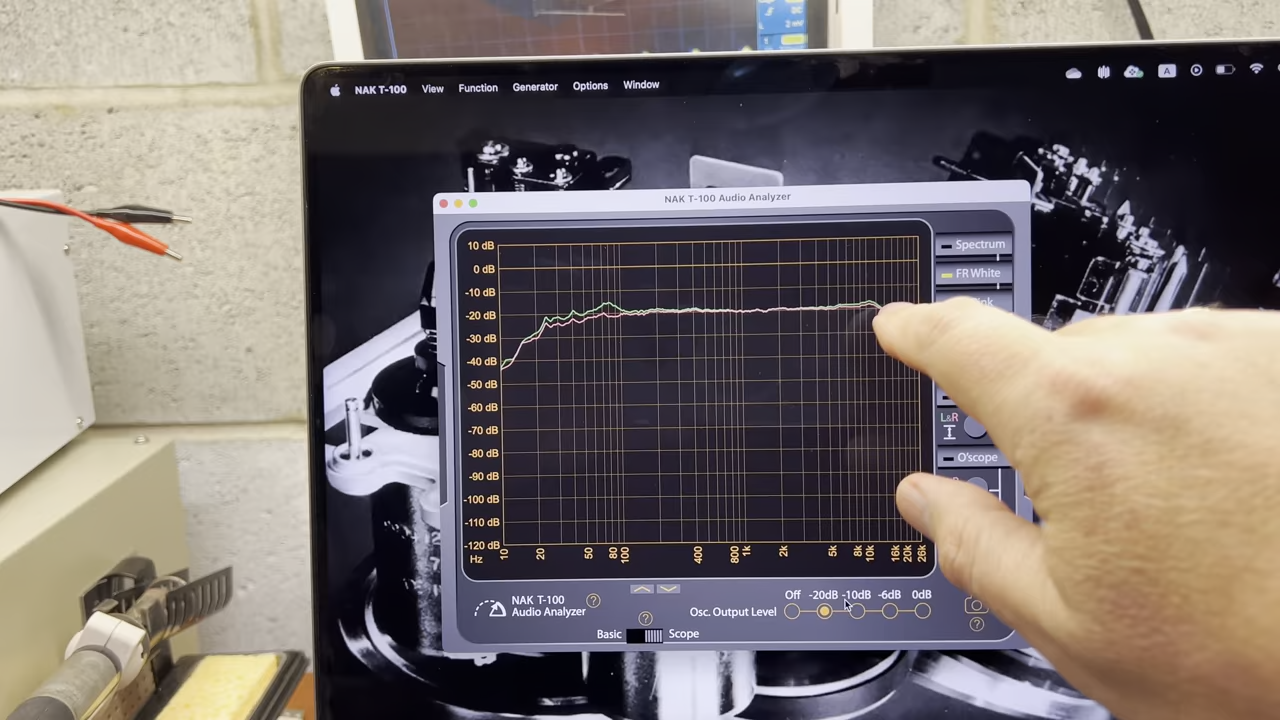 NAK T-100 View Function Generator Options Window
A
NAK T-100 Audio Analyzer
10 dB
0 dB
-10 dB
-20 dB
-30 dB
-40 dB
-50 dB
-60 dB
-70 dB
-80 dB
-90 dB
-100 dB
-110 dB
-120 dB
Hz
10 20 50 80 100 400 800 1k 2k 5k 8k 10k 16k 20k 26k
Spectrum
FR White
L&R
O'scope
NAK T-100
Audio Analyzer
?
?
Basic
Scope
Osc. Output Level
Off -20dB -10dB -6dB 0dB
?